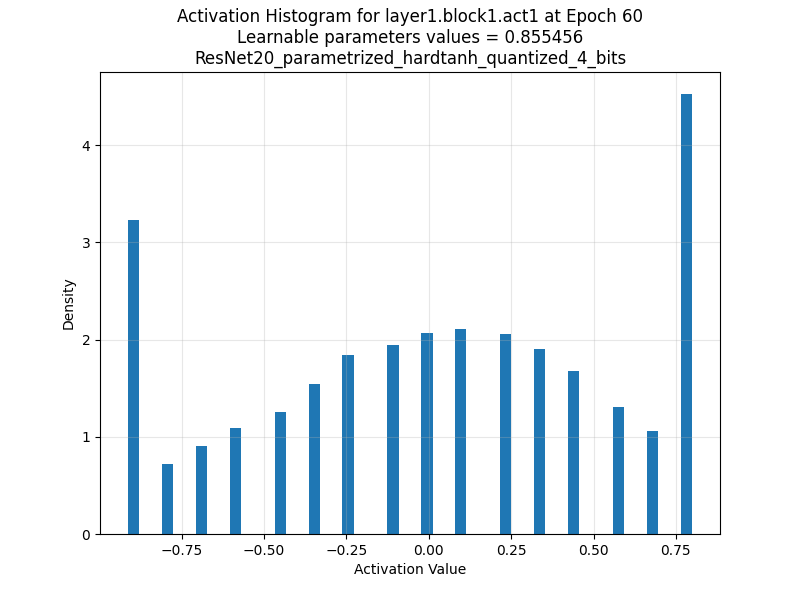 Activation Histogram for layer1.block1.act1 at Epoch 60
Learnable parameters values = 0.855456
ResNet20_parametrized_hardtanh_quantized_4_bits
Density
4
3
2
1
0
−0.75 −0.50 −0.25 0.00 0.25 0.50 0.75
Activation Value